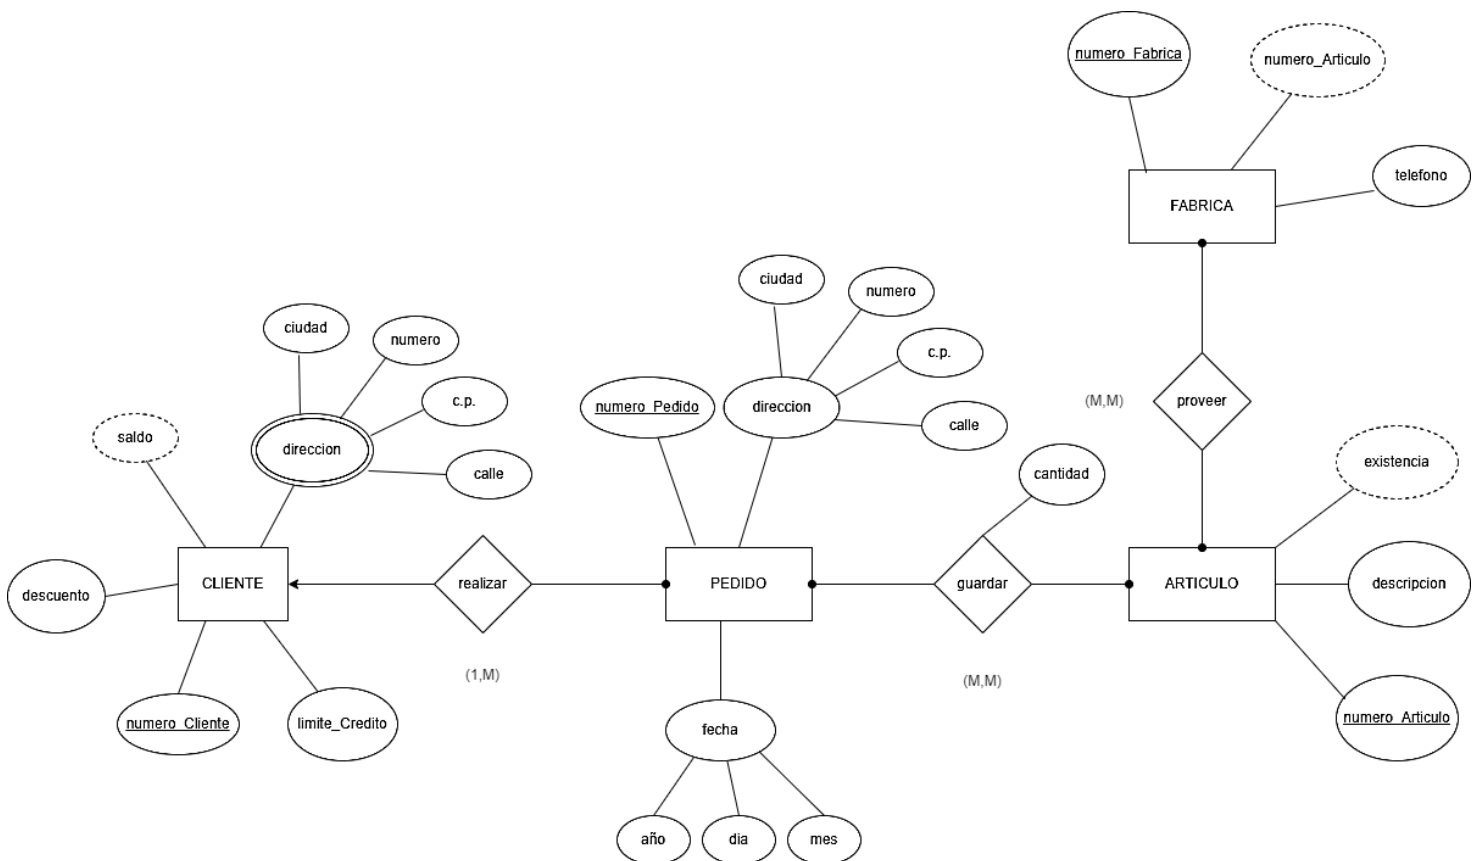 numero_Fabrica
numero_Articulo
telefono
FABRICA
ciudad
numero
ciudad
numero
c.p.
c.p.
numero_Pedido
direccion
(M,M)
proveer
calle
saldo
direccion
calle
cantidad
existencia
descuento
CLIENTE
realizar
PEDIDO
guardar
ARTICULO
descripcion
(1,M)
(M,M)
numero_Cliente
limite_Credito
fecha
numero_Articulo
año
dia
mes